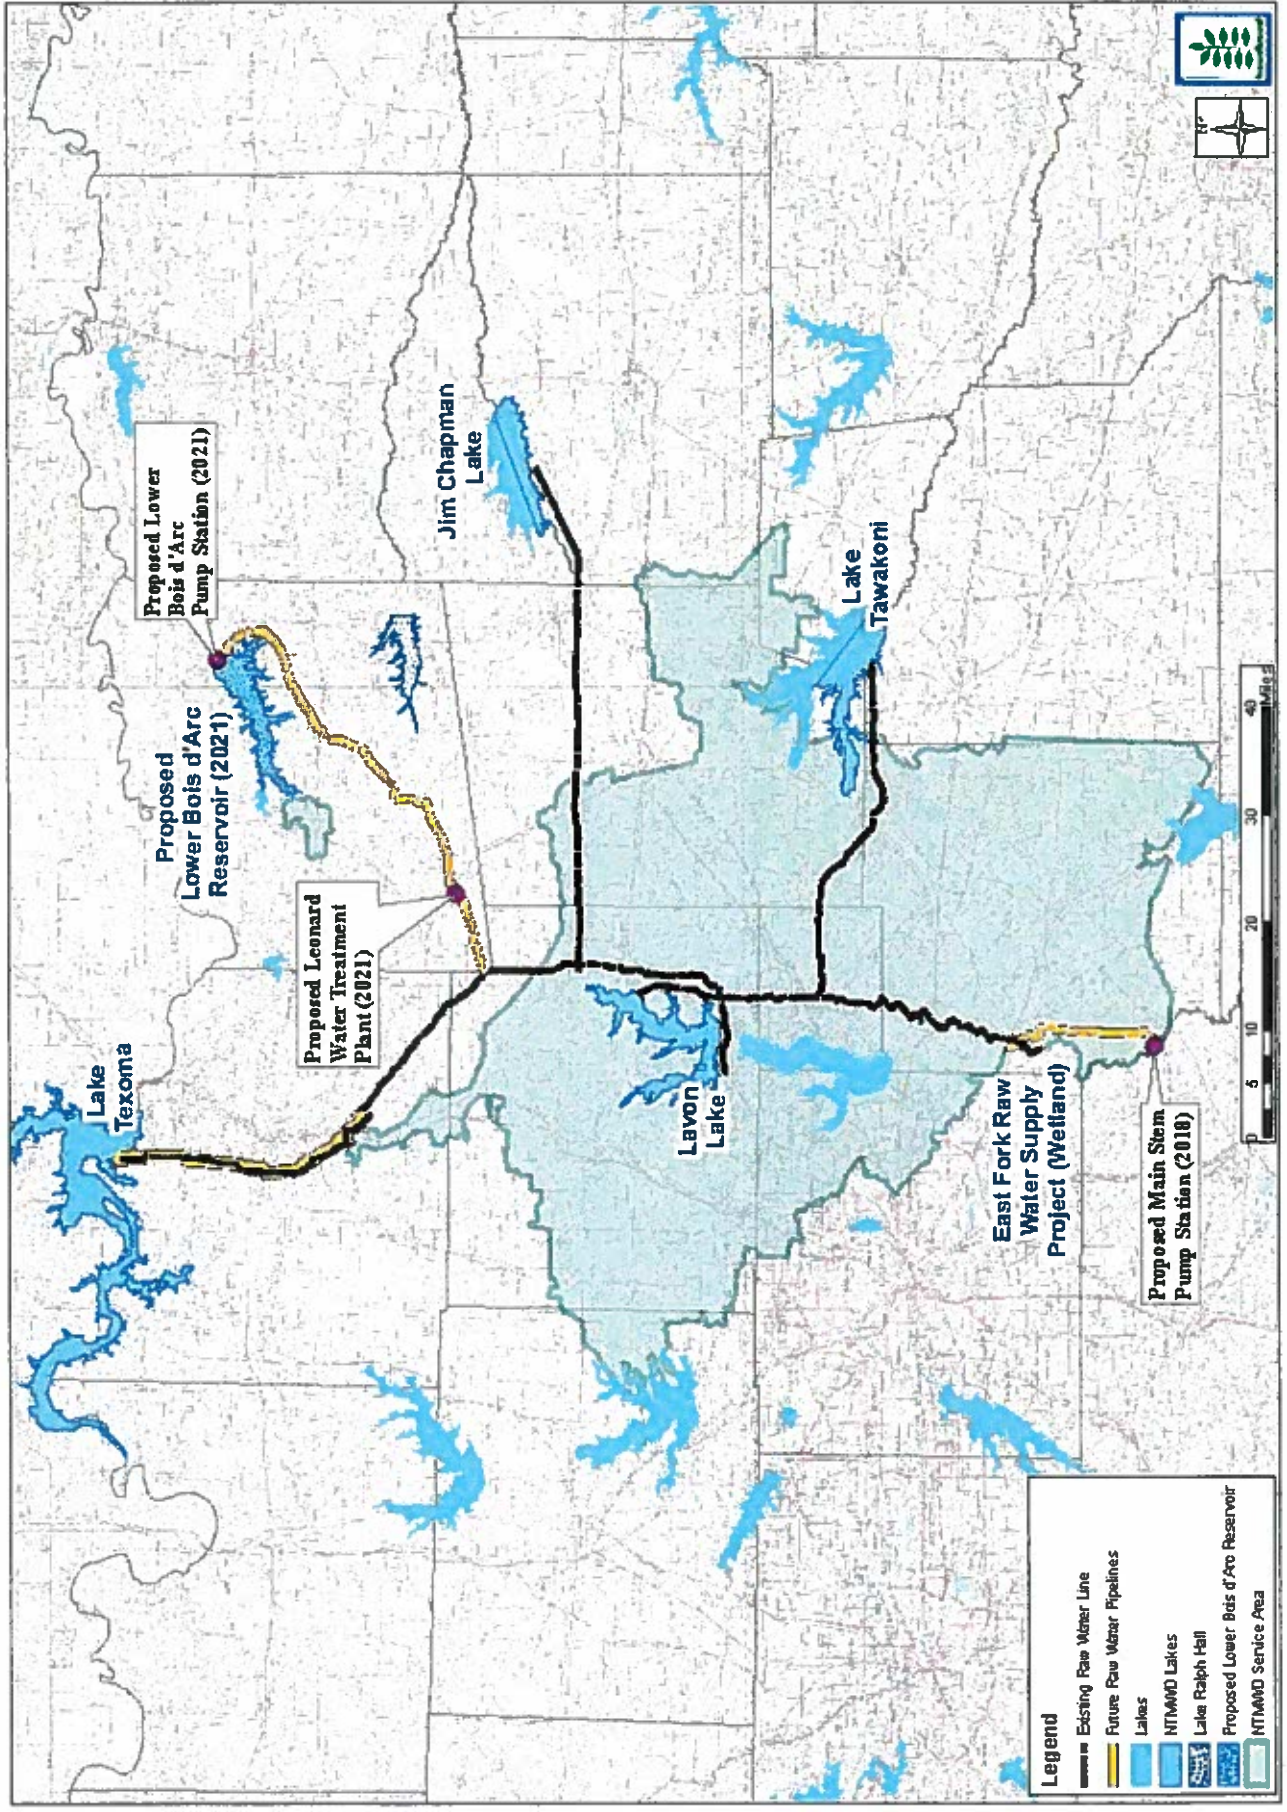 Lake
Texoma
Proposed
Lower Bois d'Arc
Reservoir (2021)
Proposed Lower
Bois d'Arc
Pump Station (2021)
Proposed Leonard
Water Treatment
Plant (2021)
Jim Chapman
Lake
Lavon
Lake
Lake
Tawakoni
East Fork Raw
Water Supply
Project (Wetland)
Proposed Main Stem
Pump Station (2018)
Legend
Existing Raw Water Line
Future Raw Water Pipelines
Lakes
NTMWD Lakes
Lake Ralph Hall
Proposed Lower Bois d'Arc Reservoir
NTMWD Service Area
0 5 10 20 30 40
Miles
N